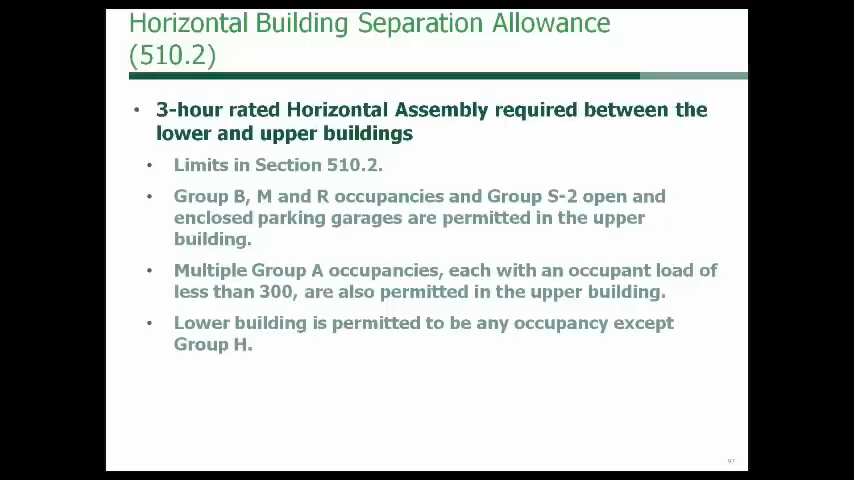 Horizontal Building Separation Allowance
(510.2)
• 3-hour rated Horizontal Assembly required between the
lower and upper buildings
• Limits in Section 510.2.
• Group B, M and R occupancies and Group S-2 open and
enclosed parking garages are permitted in the upper
building.
• Multiple Group A occupancies, each with an occupant load of
less than 300, are also permitted in the upper building.
• Lower building is permitted to be any occupancy except
Group H.
97